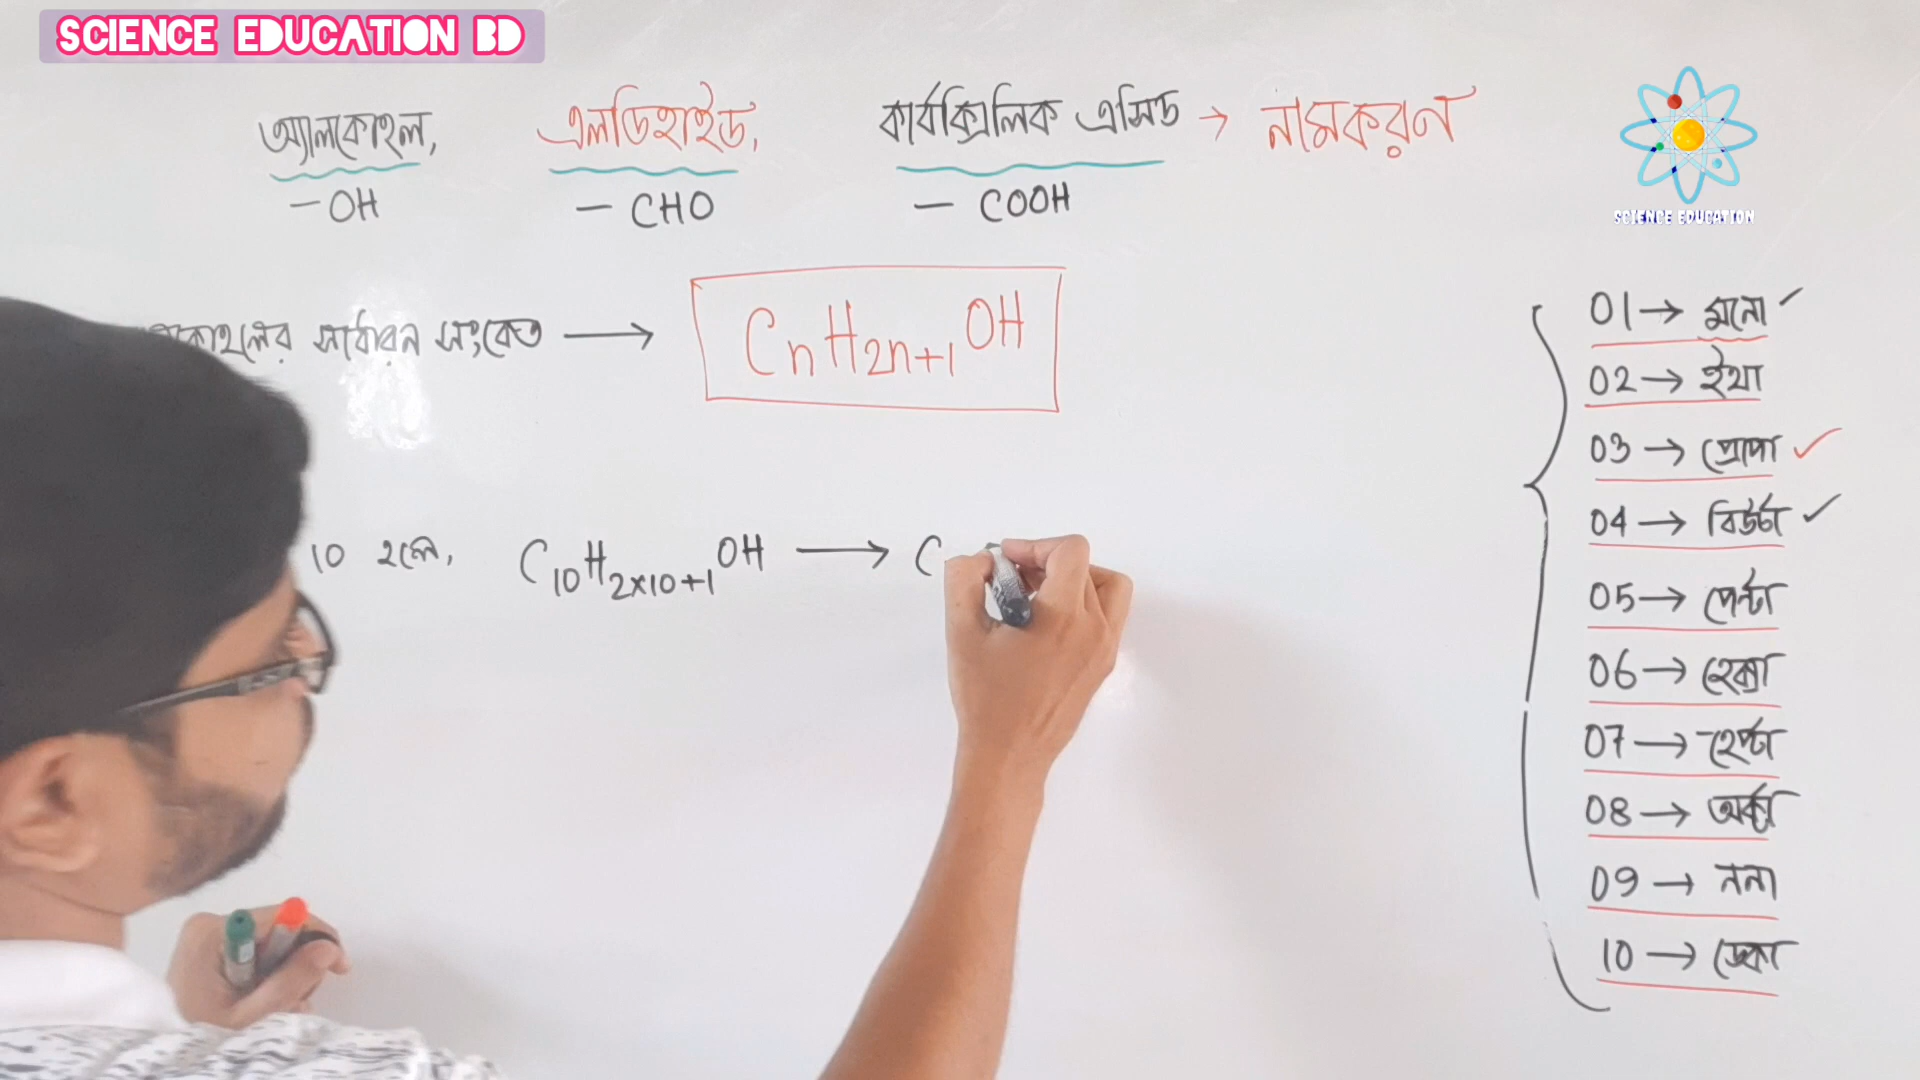 SCIENCE EDUCATION BD
অ্যালকোহল, এলডিহাইড, কার্বক্সিলিক এসিড → নামকরণ
–OH – CHO – COOH
SCIENCE EDUCATION
সাধারন সংকেত → CnH2n+1OH
10 হলে, C10H2×10+1OH → C
01 → মনো ✓
02 → ইথা
03 → প্রোপা ✓
04 → বিউটা ✓
05 → পেন্টা
06 → হেক্সা
07 → হেপ্টা
08 → অক্টা
09 → ননা
10 → ডেকা